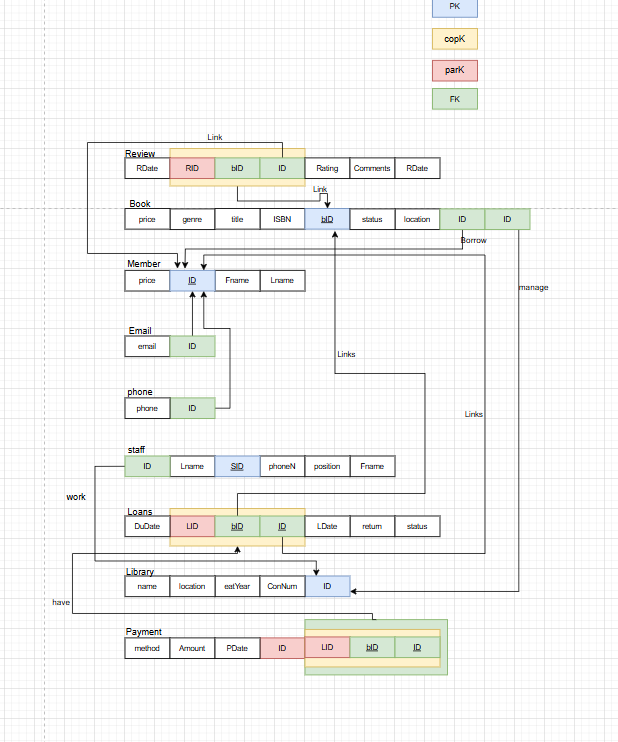 PK
copK
parK
FK
Link
Review
RDate RID bID ID Rating Comments RDate
Link
Book
price genre title ISBN bID status location ID ID
Borrow
Member
price ID Fname Lname
manage
Email
email ID
Links
phone
phone ID
Links
staff
ID Lname SID phoneN position Fname
work
Loans
DuDate LID bID ID LDate return status
Library
name location eatYear ConNum ID
have
Payment
method Amount PDate ID LID bID ID